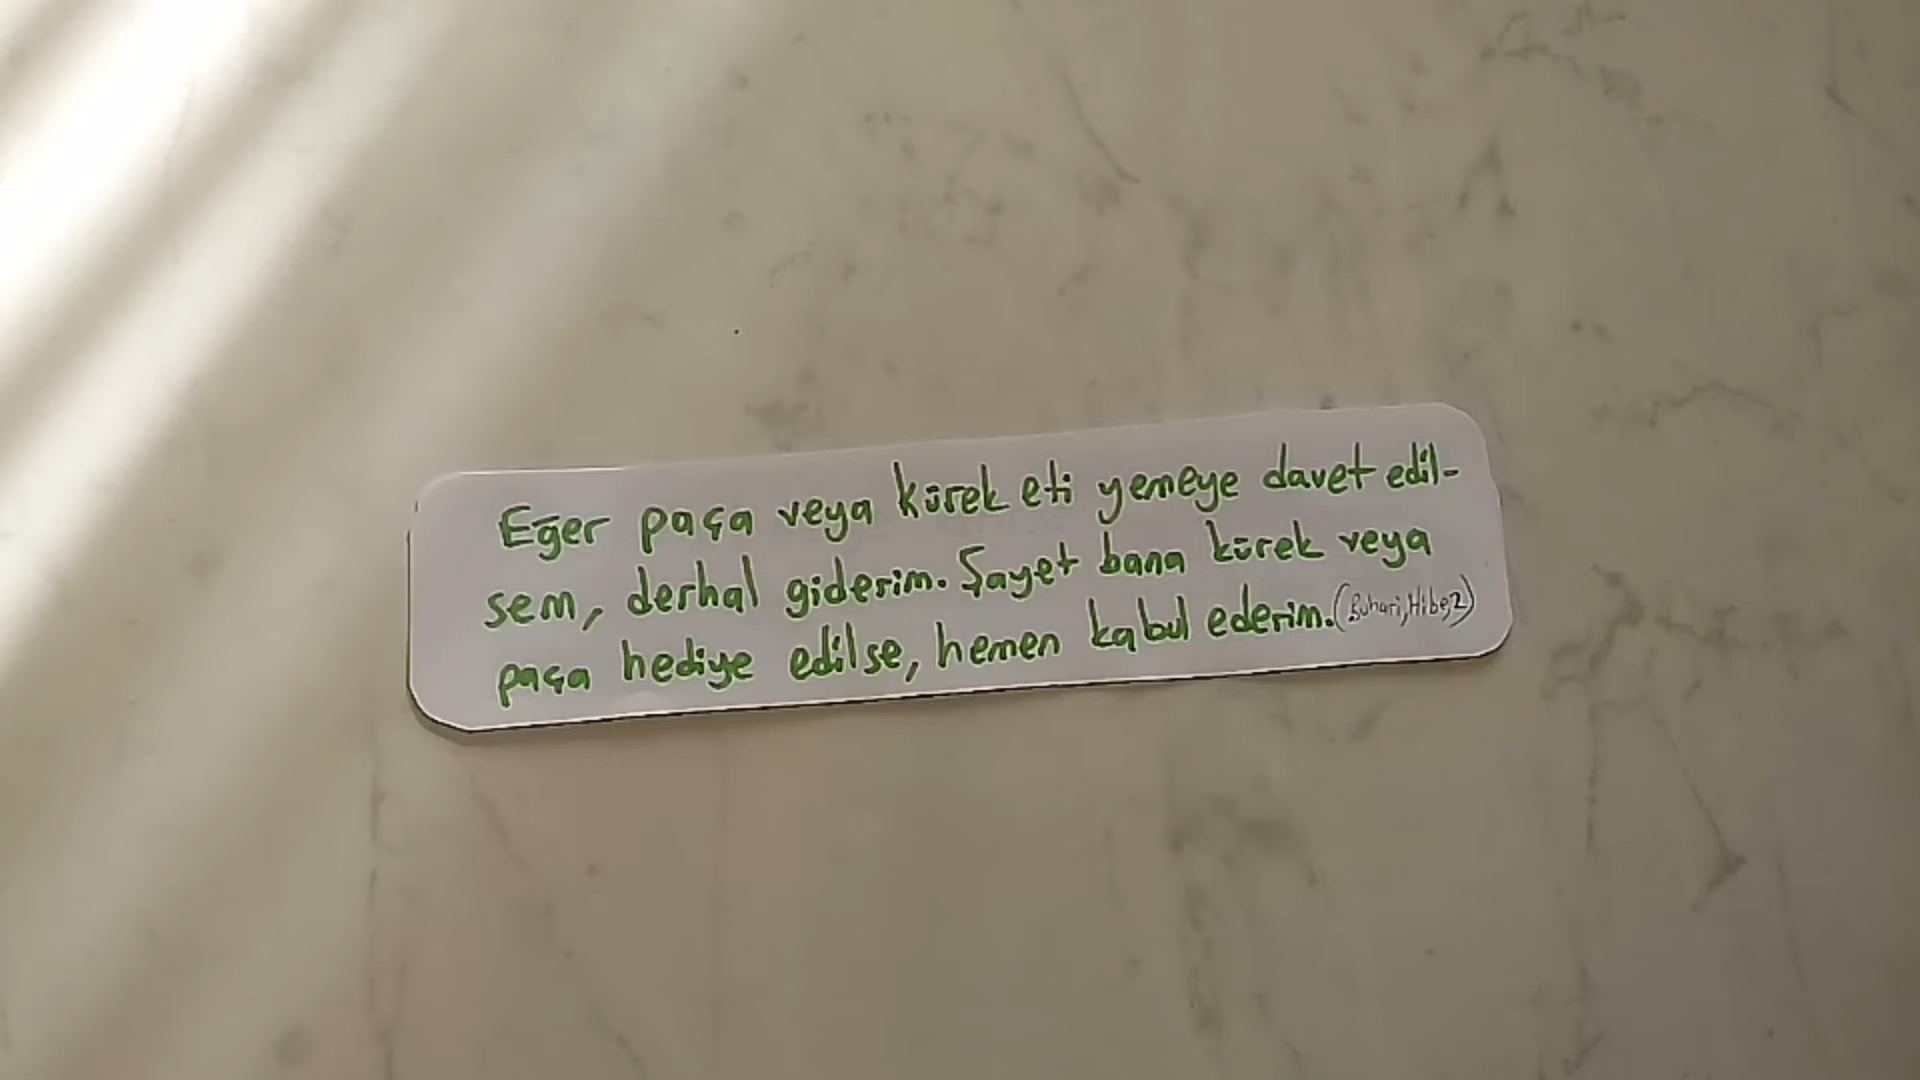 Eğer paça veya kürek eti yemeye davet edil-
sem, derhal giderim. Şayet bana kürek veya
paça hediye edilse, hemen kabul ederim. (Buhari, Hibe, 2)